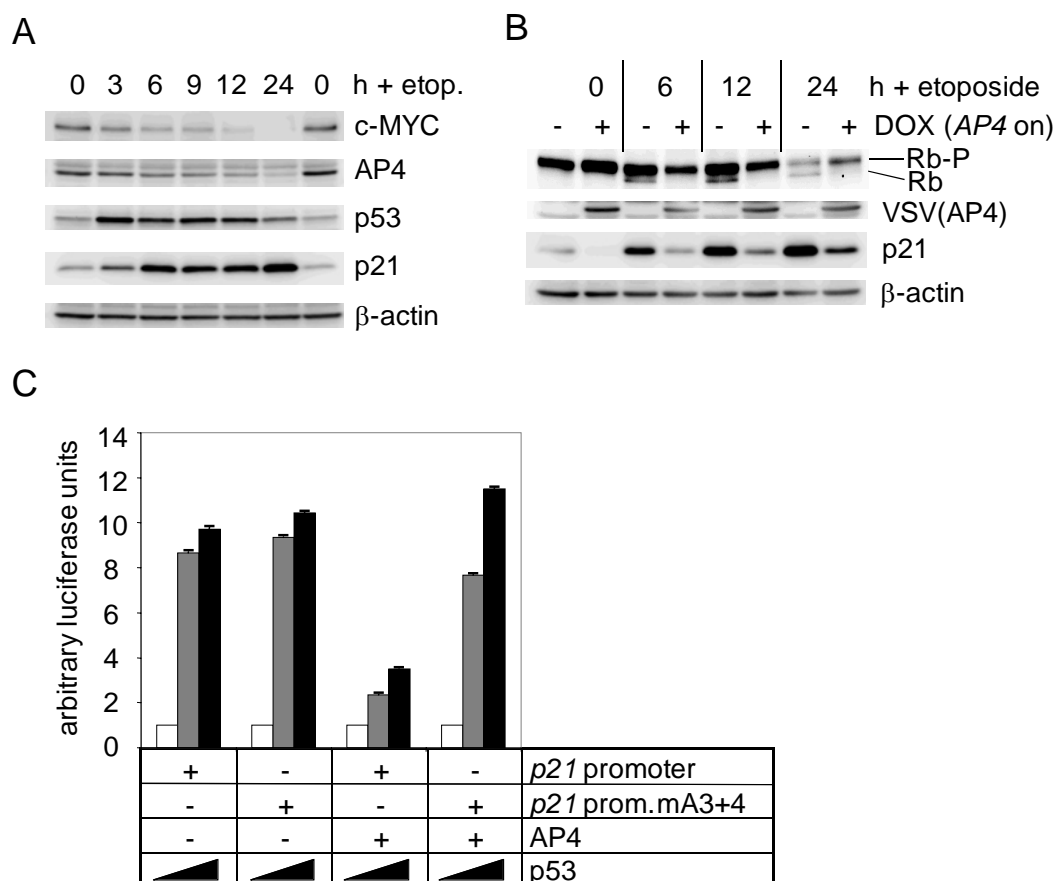 A
0 3 6 9 12 24 0 h + etop.
c-MYC
AP4
p53
p21
β-actin
B
0 6 12 24 h + etoposide
- + - + - + - + DOX (AP4 on)
Rb-P
Rb
VSV(AP4)
p21
β-actin
C
arbitrary luciferase units
14
12
10
8
6
4
2
0
+ - + - p21 promoter
- + - + p21 prom.mA3+4
- - + + AP4
p53